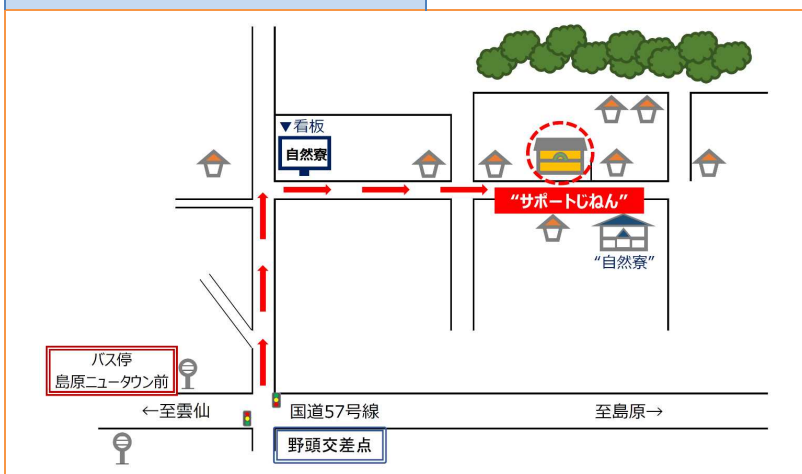 ▼看板
自然寮
“サポートじねん”
“自然寮”
バス停
島原ニュータウン前
←至雲仙
国道57号線
至島原→
野頭交差点